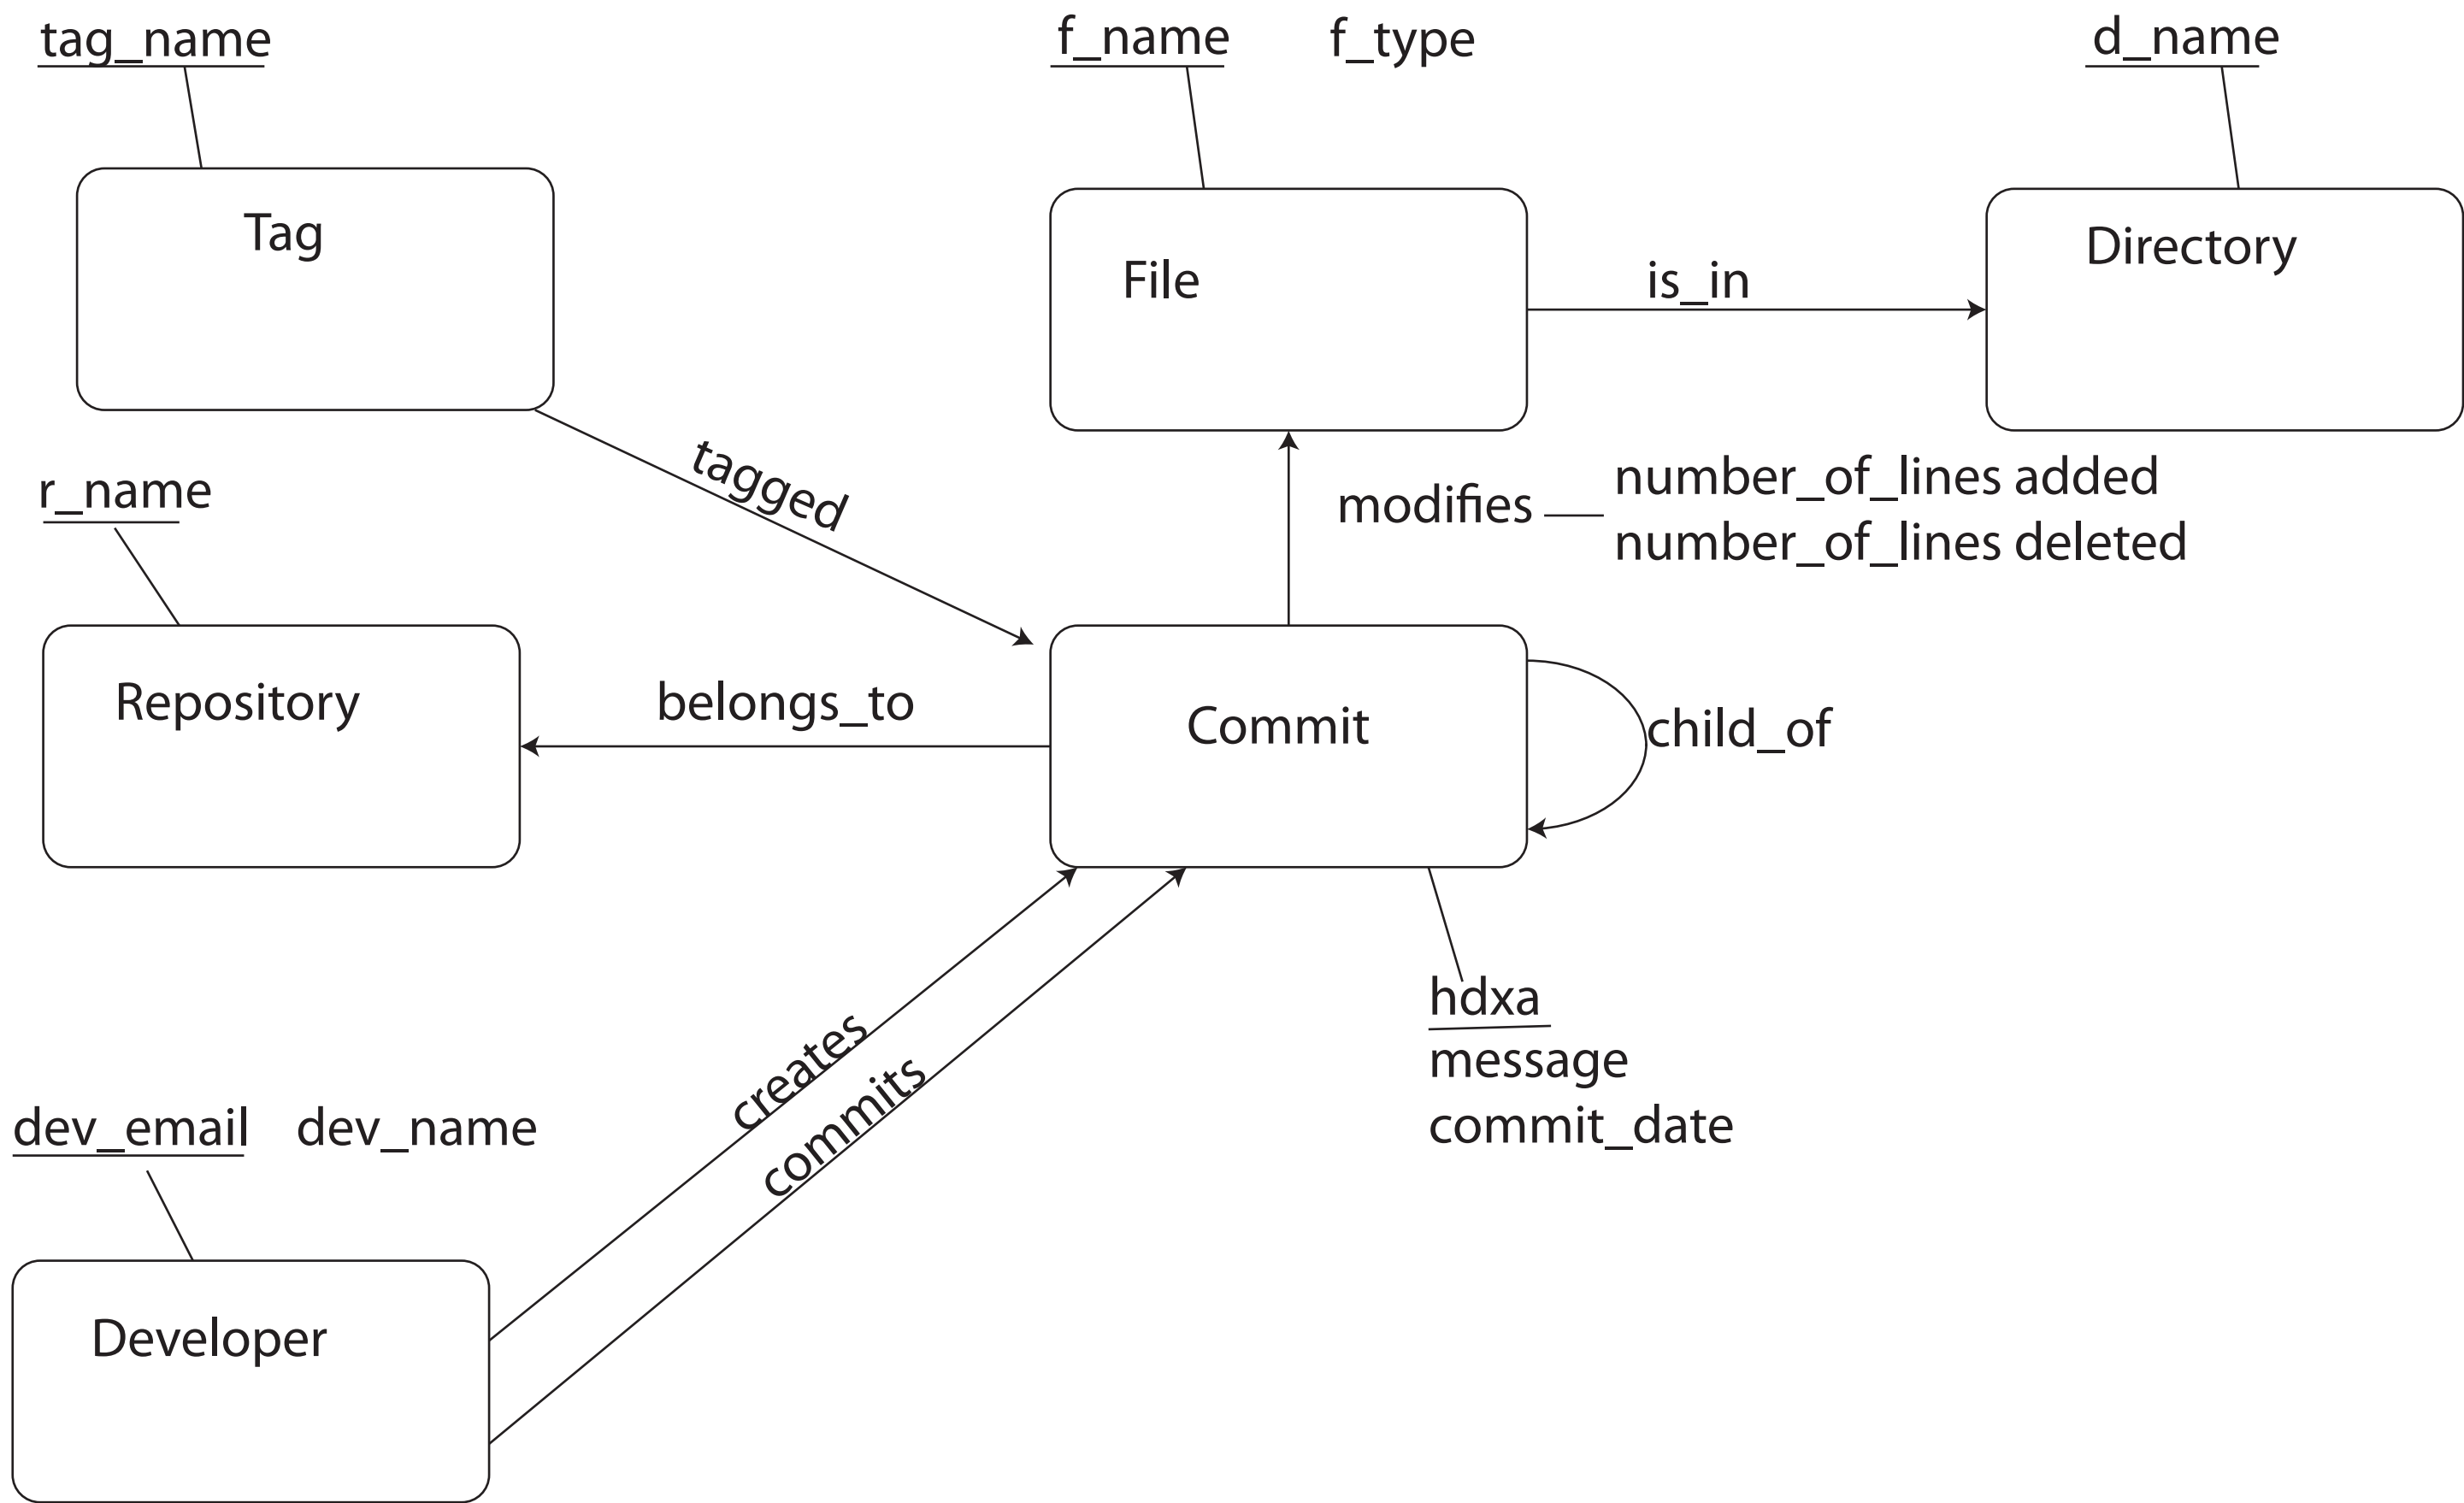 tag_name
f_name f_type
d_name
Tag
File
is_in
Directory
tagged
r_name
modifies
number_of_lines added
number_of_lines deleted
Repository
belongs_to
Commit
child_of
creates
commits
hdxa
message
commit_date
dev_email dev_name
Developer